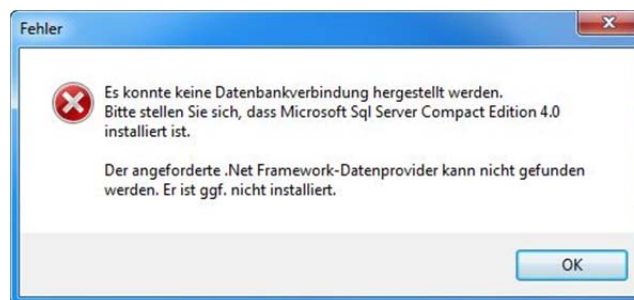 Fehler
Es konnte keine Datenbankverbindung hergestellt werden.
Bitte stellen Sie sich, dass Microsoft Sql Server Compact Edition 4.0
installiert ist.
Der angeforderte .Net Framework-Datenprovider kann nicht gefunden
werden. Er ist ggf. nicht installiert.
OK